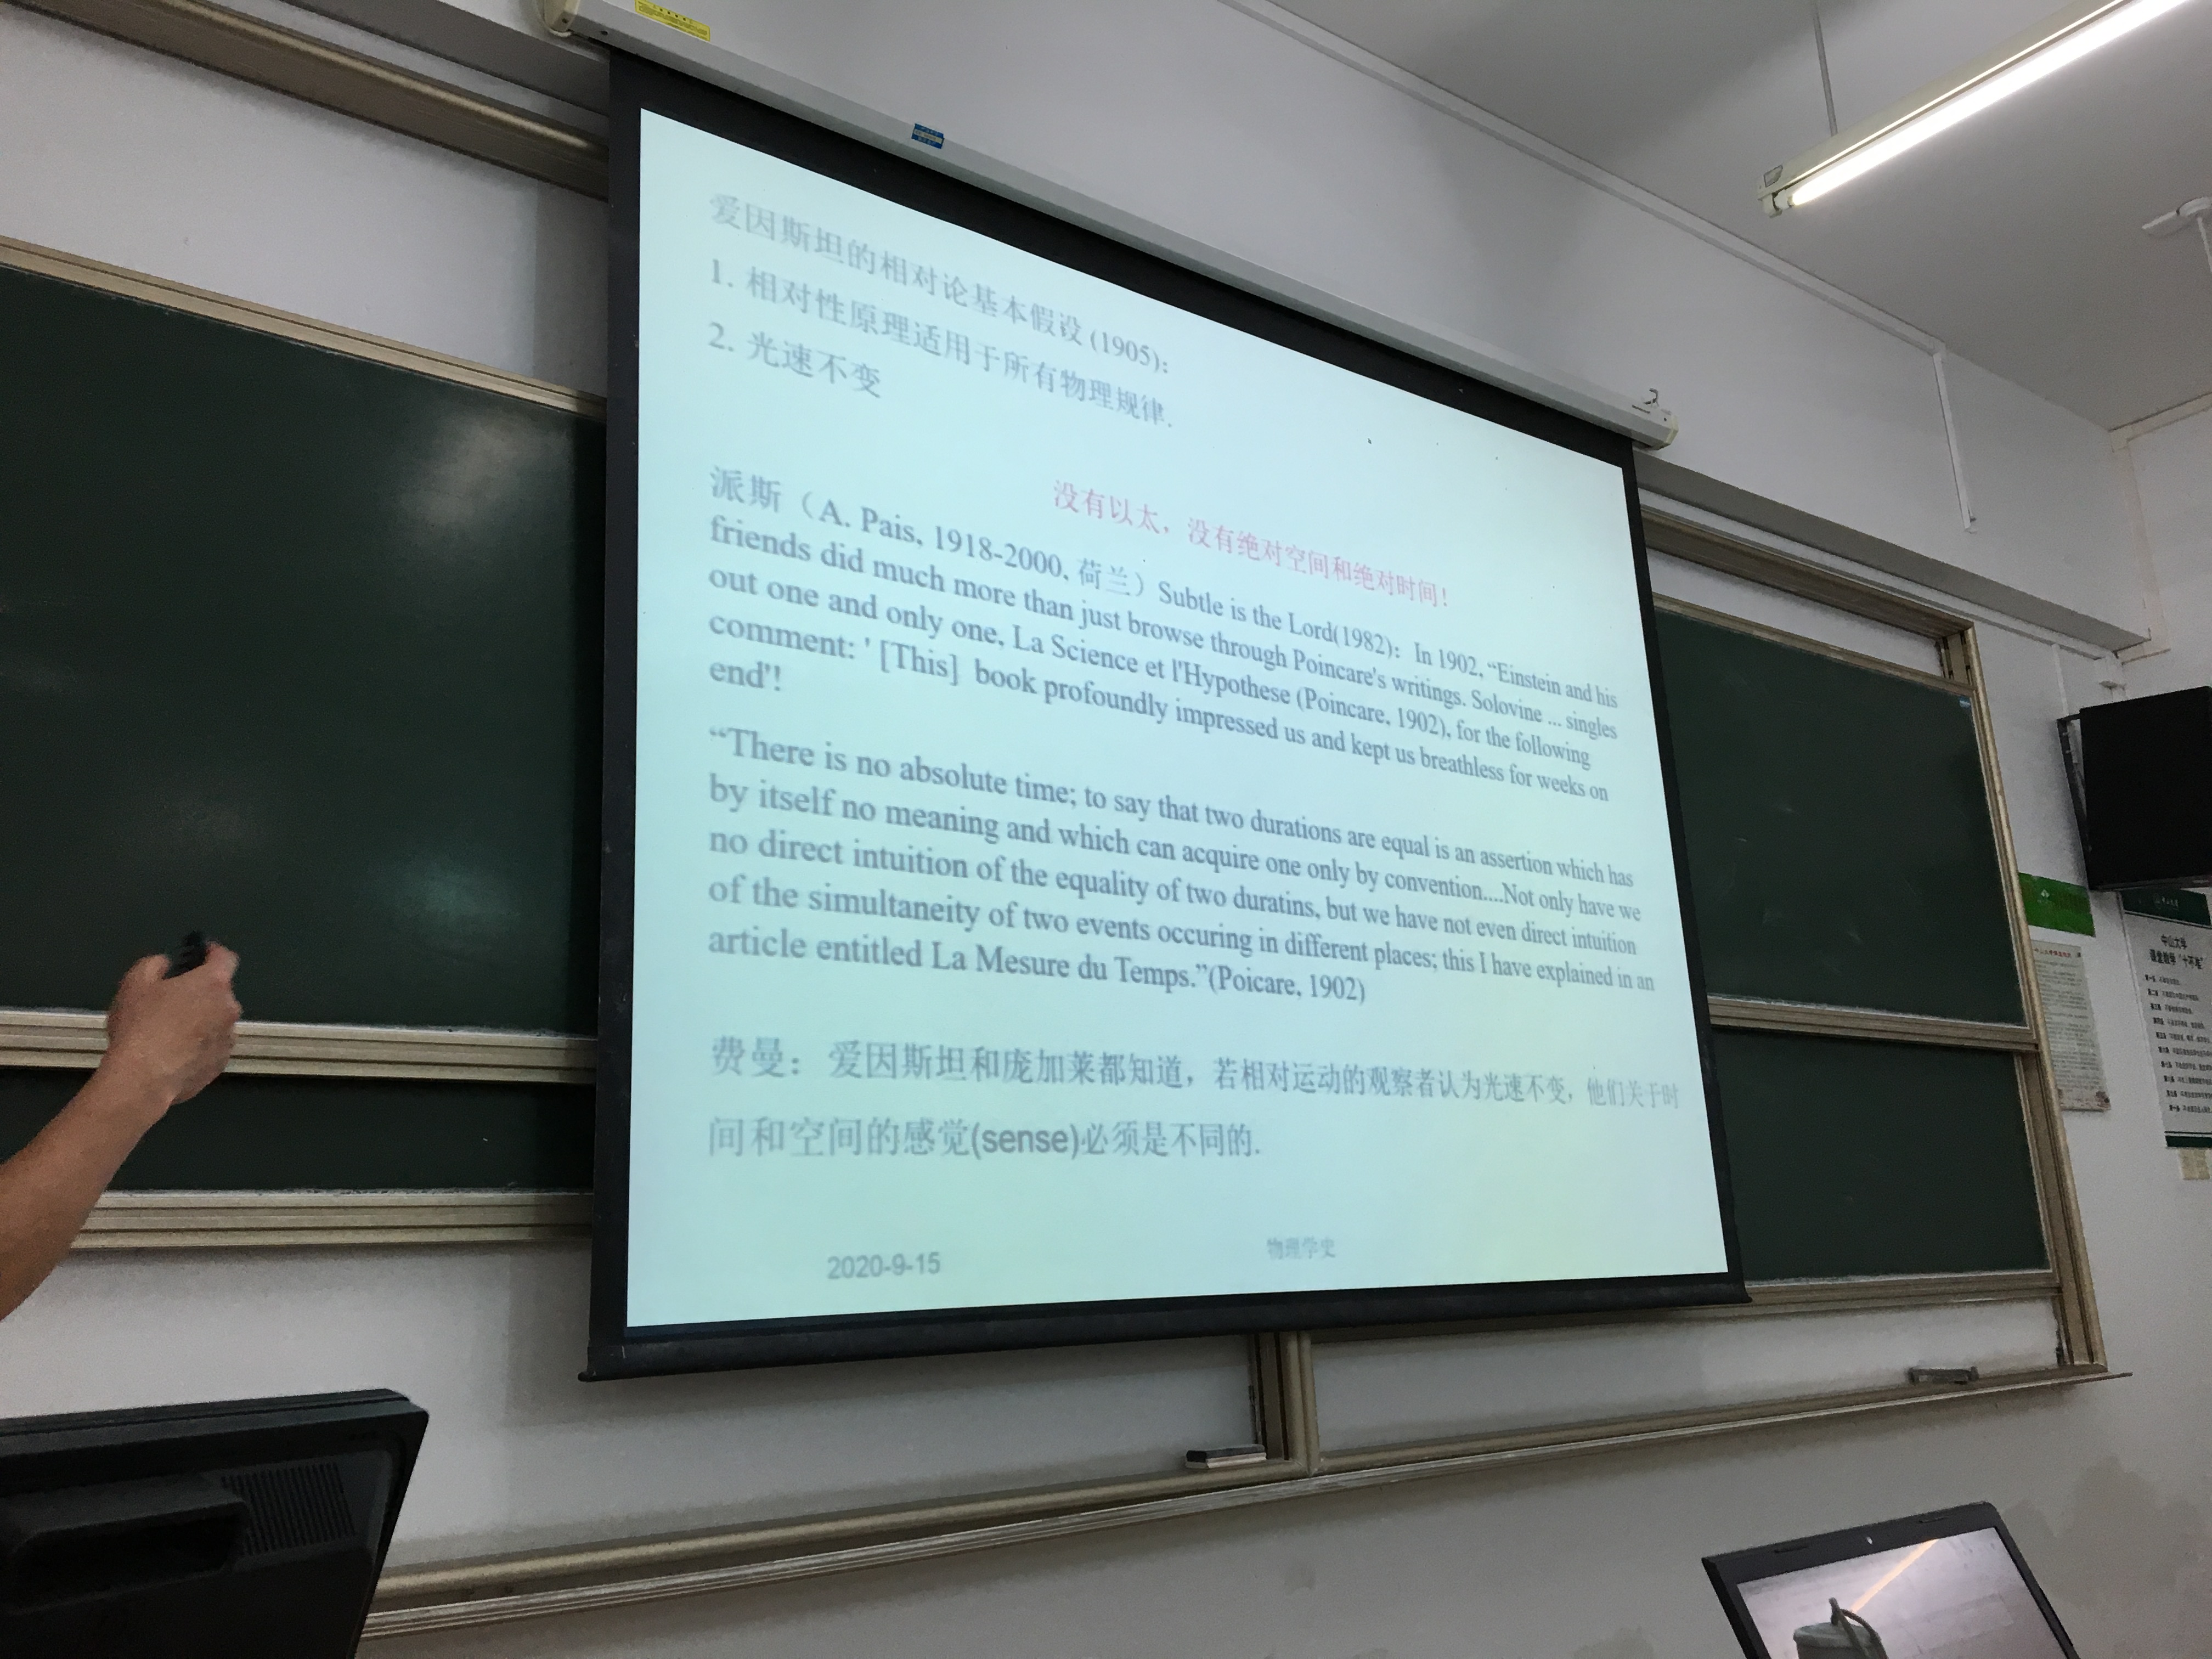 爱因斯坦的相对论基本假设 (1905):
1. 相对性原理适用于所有物理规律.
2. 光速不变
没有以太，没有绝对空间和绝对时间!
派斯（A. Pais, 1918-2000, 荷兰）Subtle is the Lord(1982)：In 1902, “Einstein and his
friends did much more than just browse through Poincare's writings. Solovine ... singles
out one and only one, La Science et l'Hypothese (Poincare, 1902), for the following
comment: ' [This] book profoundly impressed us and kept us breathless for weeks on
end'!
“There is no absolute time; to say that two durations are equal is an assertion which has
by itself no meaning and which can acquire one only by convention....Not only have we
no direct intuition of the equality of two duratins, but we have not even direct intuition
of the simultaneity of two events occuring in different places; this I have explained in an
article entitled La Mesure du Temps.”(Poicare, 1902)
费曼：爱因斯坦和庞加莱都知道，若相对运动的观察者认为光速不变，他们关于时
间和空间的感觉(sense)必须是不同的.
2020-9-15
物理学史
中山大学
课堂教学“十不准”